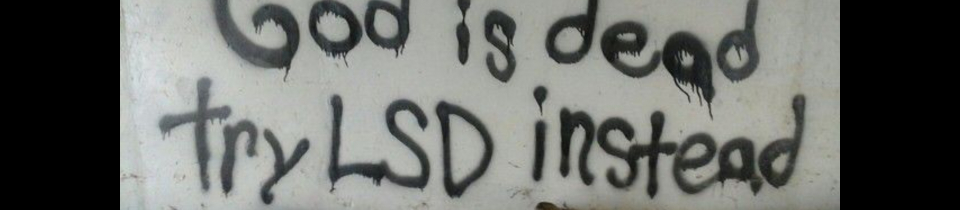 God is dead
try LSD instead